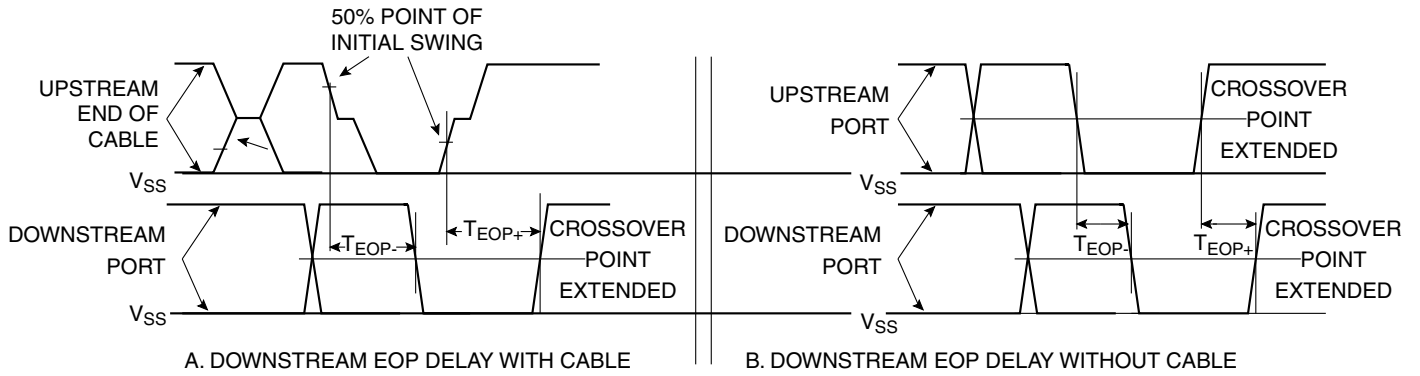 50% POINT OF
INITIAL SWING
UPSTREAM
END OF
CABLE
VSS
DOWNSTREAM
PORT
VSS
TEOP-
TEOP+
CROSSOVER
POINT
EXTENDED
A. DOWNSTREAM EOP DELAY WITH CABLE
UPSTREAM
PORT
CROSSOVER
POINT
EXTENDED
VSS
DOWNSTREAM
PORT
VSS
TEOP-
TEOP+
CROSSOVER
POINT
EXTENDED
B. DOWNSTREAM EOP DELAY WITHOUT CABLE